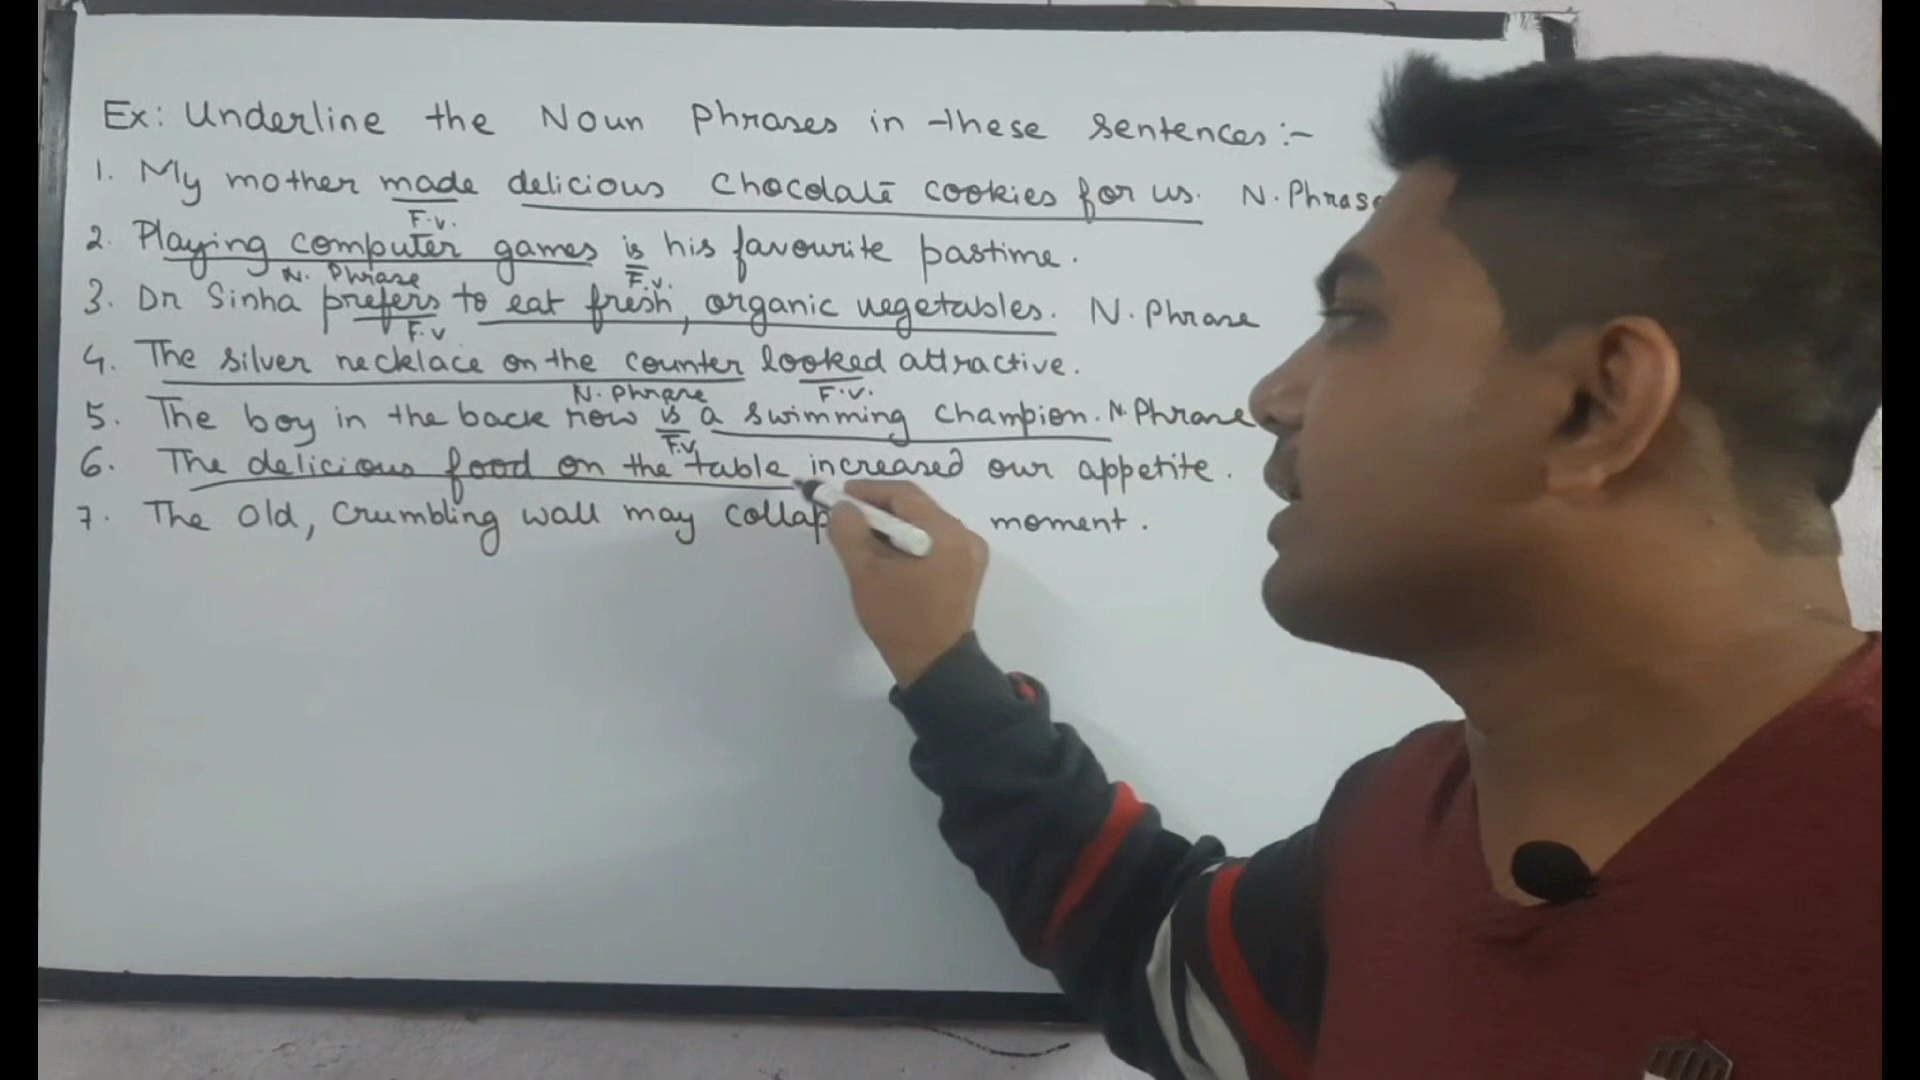 Ex: Underline the Noun Phrases in these sentences:-
1. My mother made delicious chocolate cookies for us. N. Phrase
F.V.
2. Playing computer games is his favourite pastime.
N. Phrase F.V.
3. Dr Sinha prefers to eat fresh, organic vegetables. N. Phrase
F.V
4. The silver necklace on the counter looked attractive.
N. Phrase F.V.
5. The boy in the back row is a swimming champion. N. Phrase
F.V
6. The delicious food on the table increased our appetite.
7. The old, crumbling wall may moment.